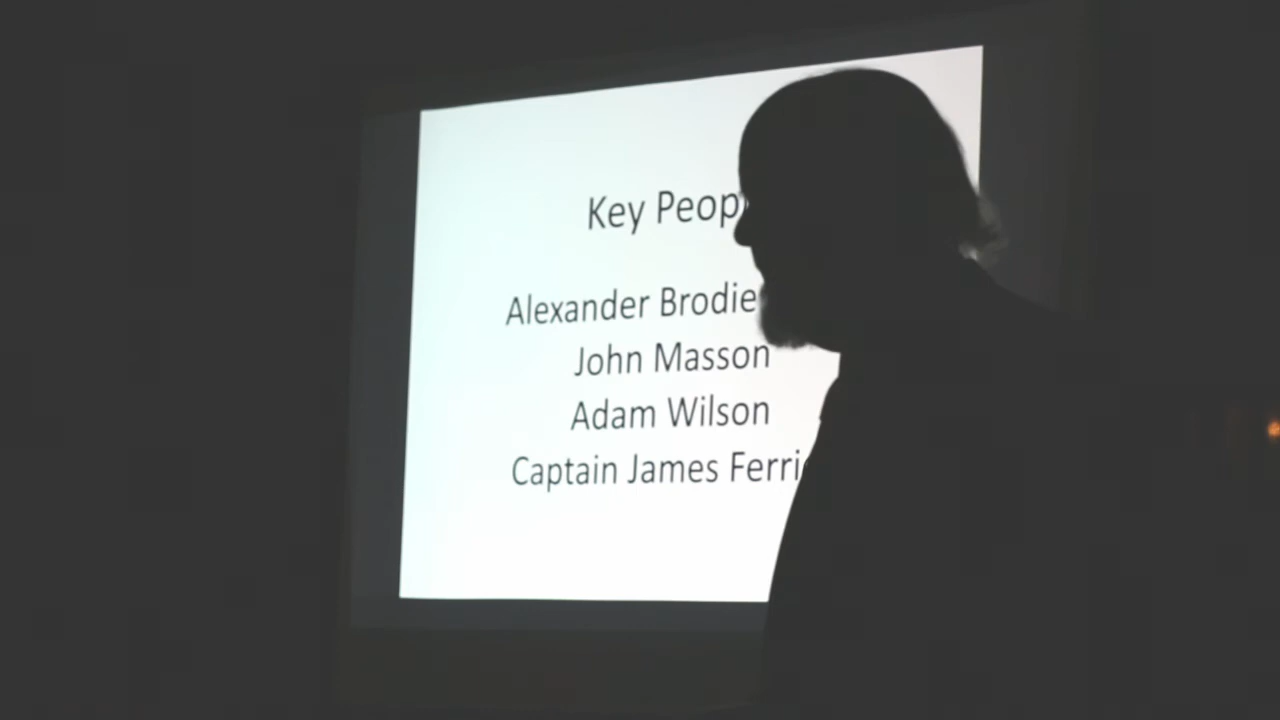 Key Peop
Alexander Brodie
John Masson
Adam Wilson
Captain James Ferri